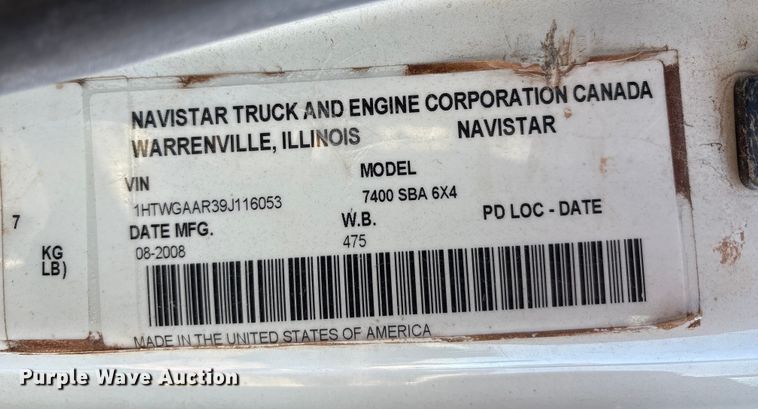 NAVISTAR TRUCK AND ENGINE CORPORATION CANADA
WARRENVILLE, ILLINOIS NAVISTAR
VIN MODEL
1HTWGAAR39J116053 7400 SBA 6X4
DATE MFG. W.B. PD LOC - DATE
08-2008 475
MADE IN THE UNITED STATES OF AMERICA
7
KG
LB)
Purple Wave Auction